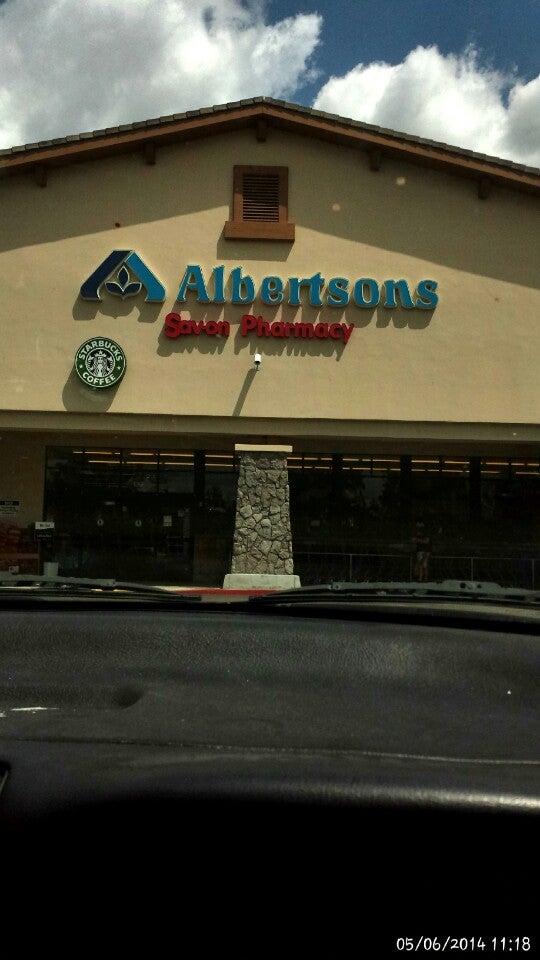 Albertsons
Savon Pharmacy
STARBUCKS
COFFEE
05/06/2014 11:18